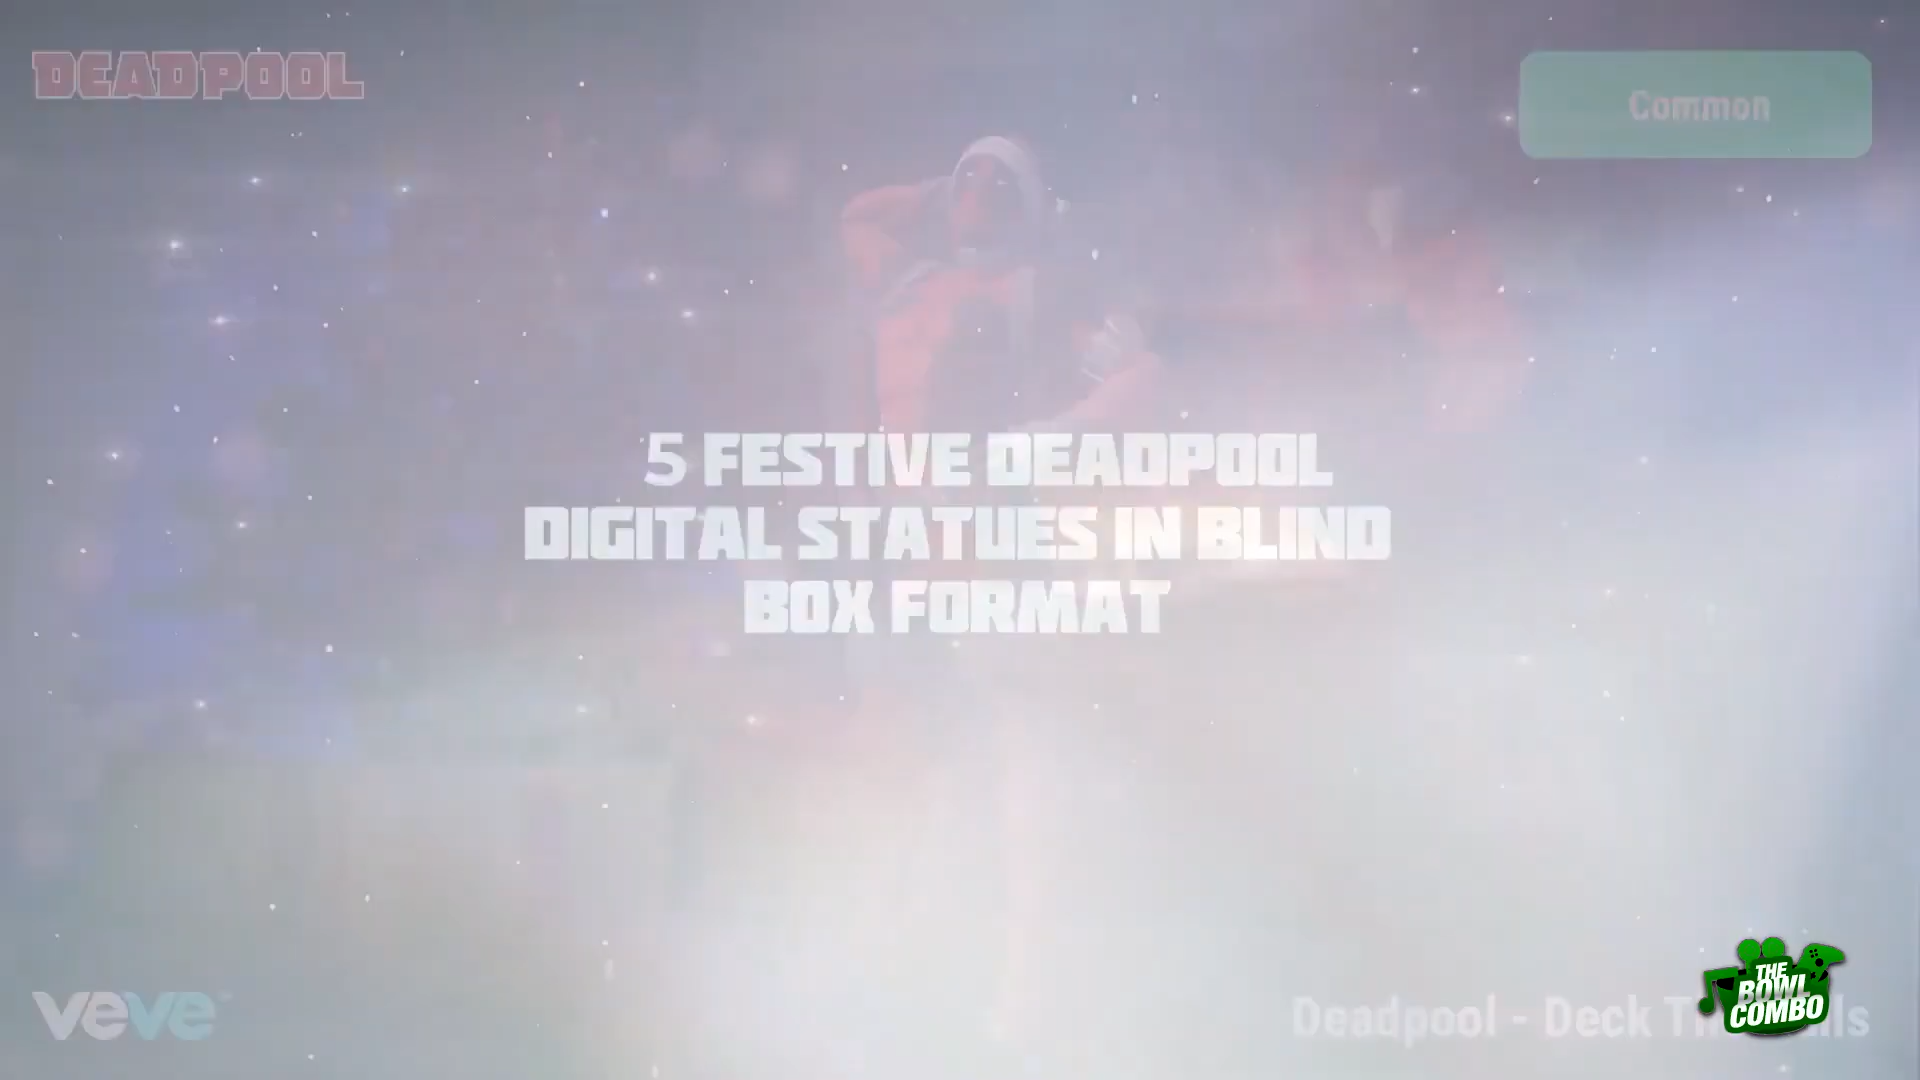 DEADPOOL
Common
5 FESTIVE DEADPOOL
DIGITAL STATUES IN BLIND
BOX FORMAT
veve
Deadpool - Deck
THE
BOWL
COMBO